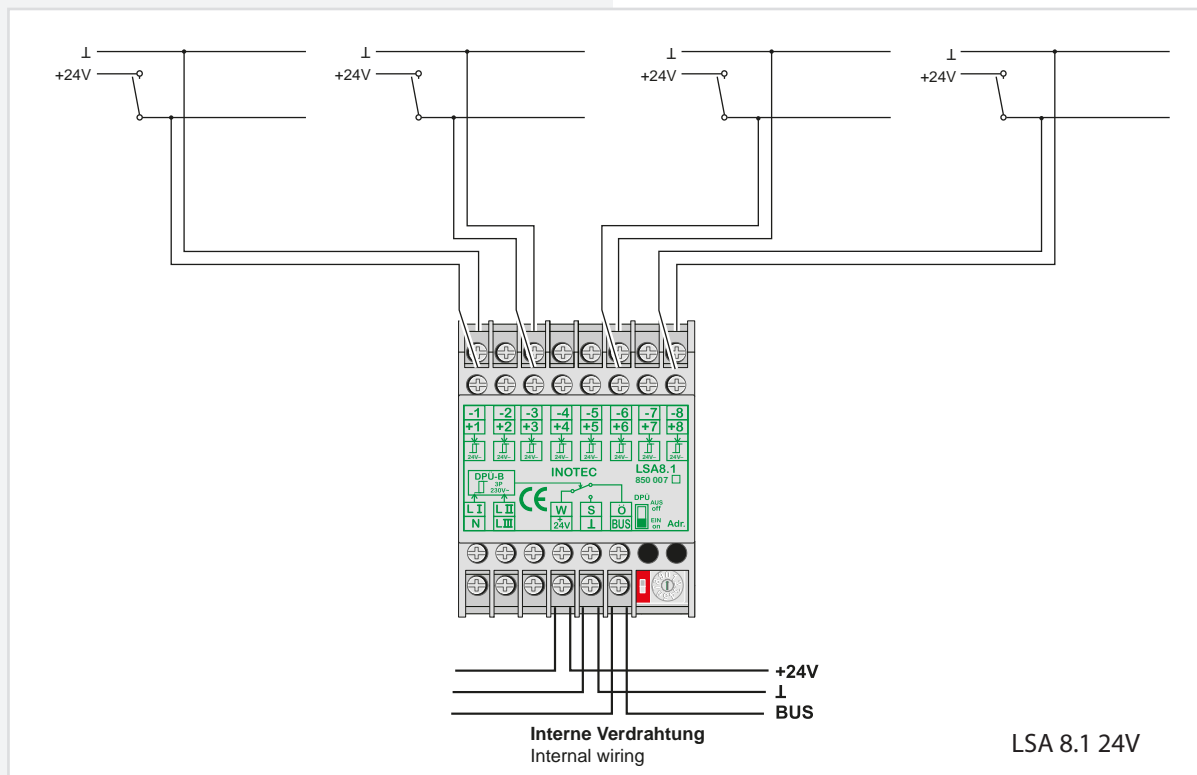 ⊥ ⊥ ⊥ ⊥
+24V +24V +24V +24V
-1 -2 -3 -4 -5 -6 -7 -8
+1 +2 +3 +4 +5 +6 +7 +8
24V~ 24V~ 24V~ 24V~ 24V~ 24V~ 24V~ 24V~
DPÜ-B
3P
230V~
INOTEC
LSA8.1
850 007
CE
L I L II W S Ö
N L III + 24V ⊥ BUS
DPÜ
AUS
off
EIN
on
Adr.
+24V
⊥
BUS
Interne Verdrahtung
Internal wiring
LSA 8.1 24V